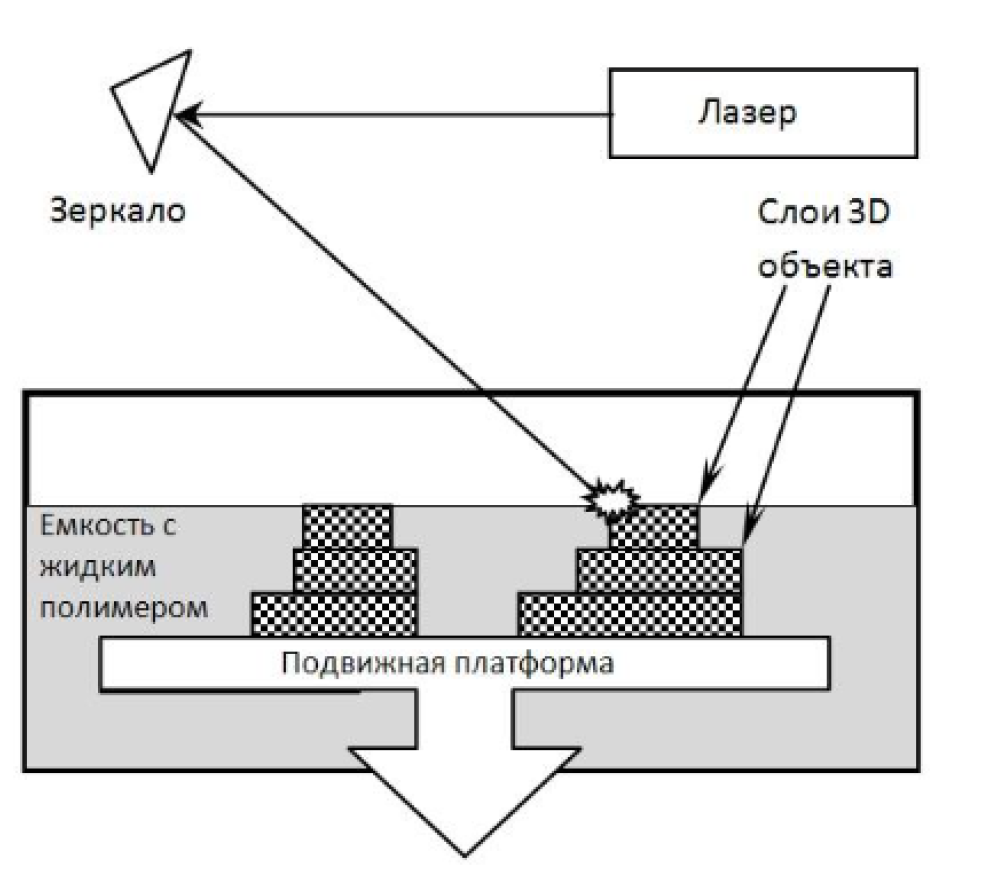 Лазер
Зеркало
Слои 3D
объекта
Емкость с
жидким
полимером
Подвижная платформа